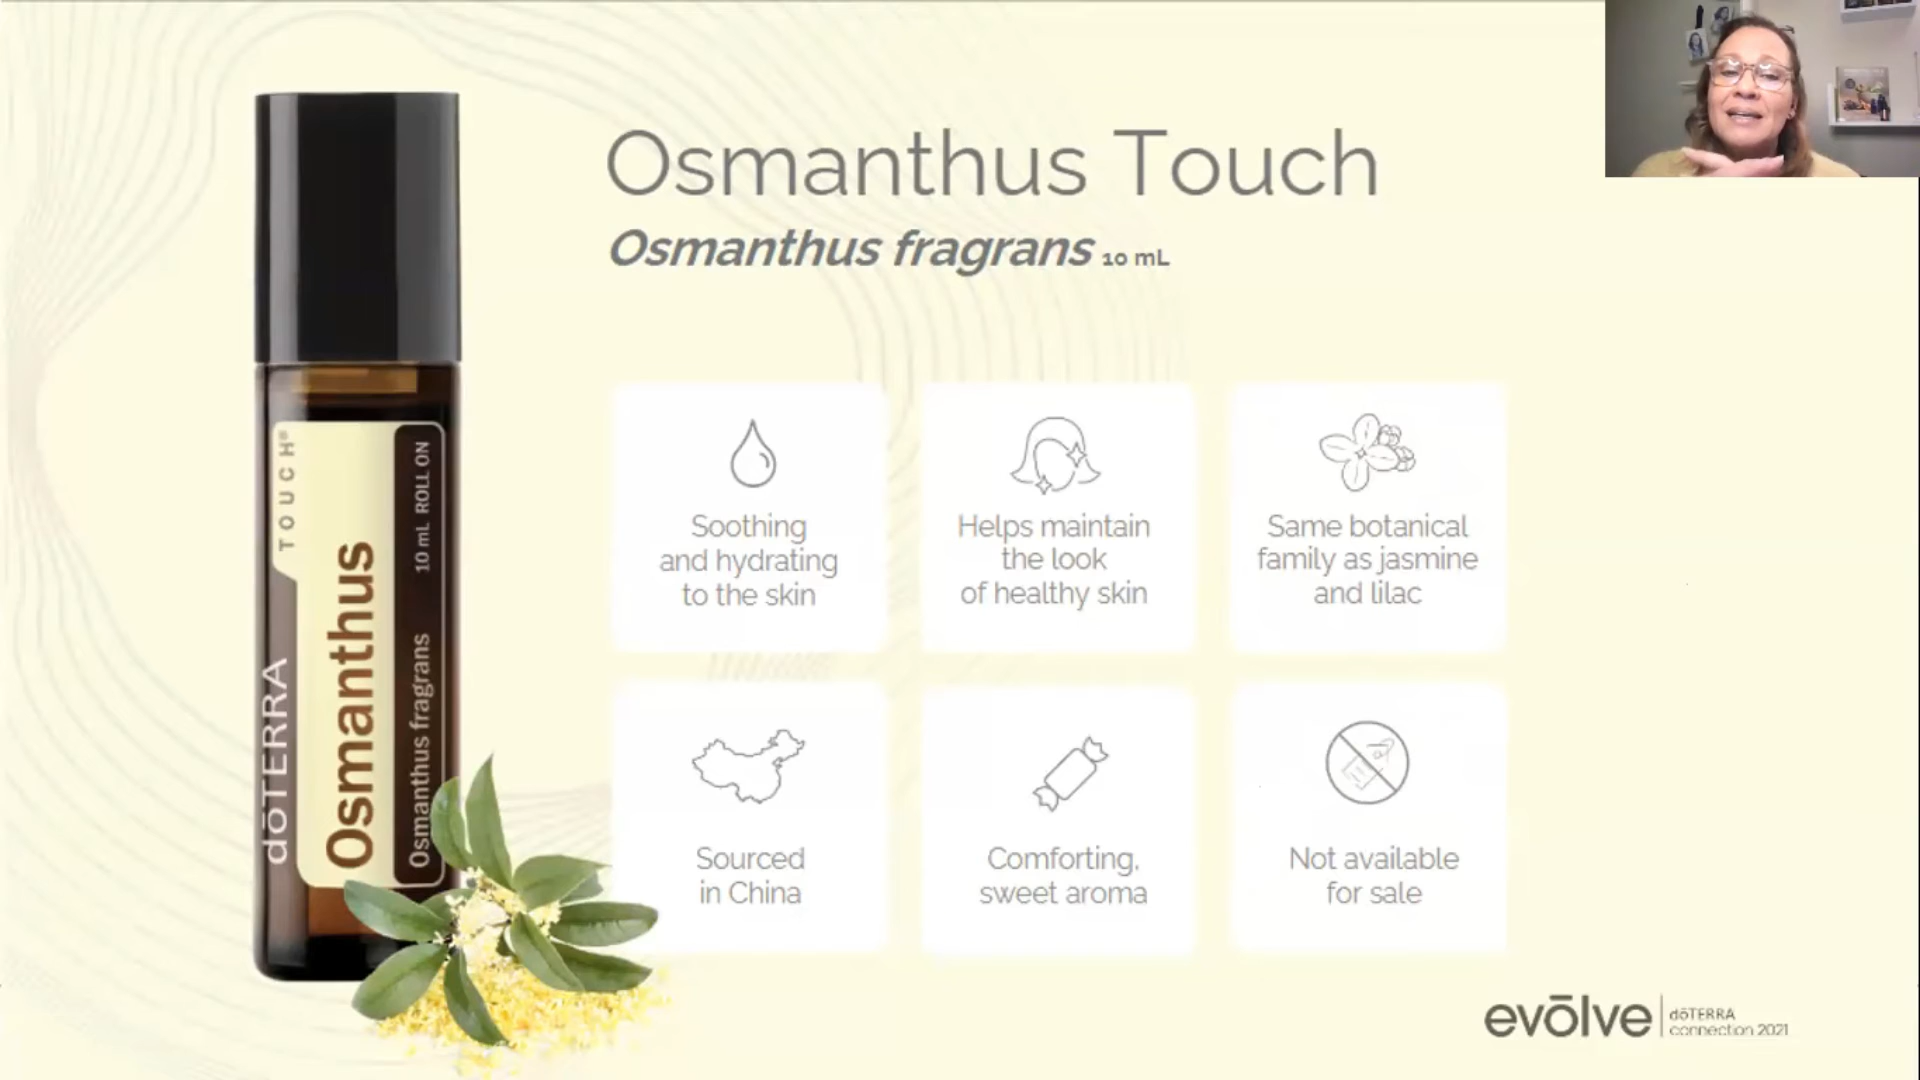 Osmanthus Touch
Osmanthus fragrans 10 mL
dōTERRA
TOUCH®
Osmanthus
Osmanthus fragrans
10 mL ROLL ON
Soothing
and hydrating
to the skin
Helps maintain
the look
of healthy skin
Same botanical
family as jasmine
and lilac
Sourced
in China
Comforting,
sweet aroma
Not available
for sale
evōlve
dōTERRA
connection 2021